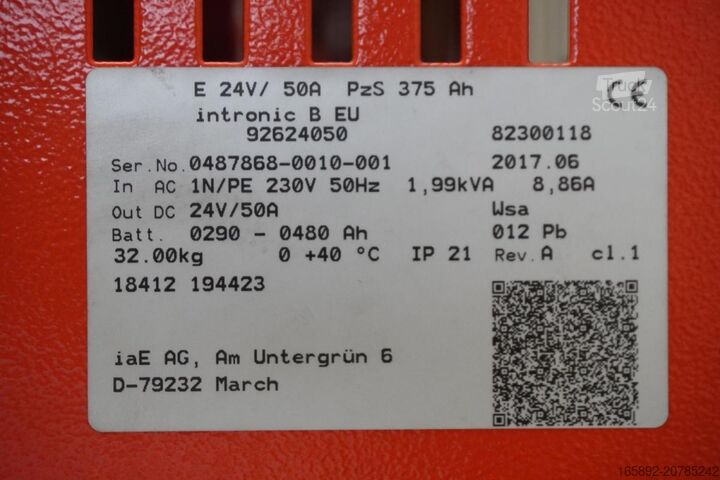 E 24V/ 50A PzS 375 Ah
intronic B EU
92624050 82300118
Ser.No.0487868-0010-001 2017.06
In AC 1N/PE 230V 50Hz 1,99kVA 8,86A
Out DC 24V/50A Wsa
Batt. 0290 - 0480 Ah 012 Pb
32.00kg 0 +40 °C IP 21 Rev.A cl.1
18412 194423
iaE AG, Am Untergrün 6
D-79232 March
Truck
Scout24
CE
165892-20785242